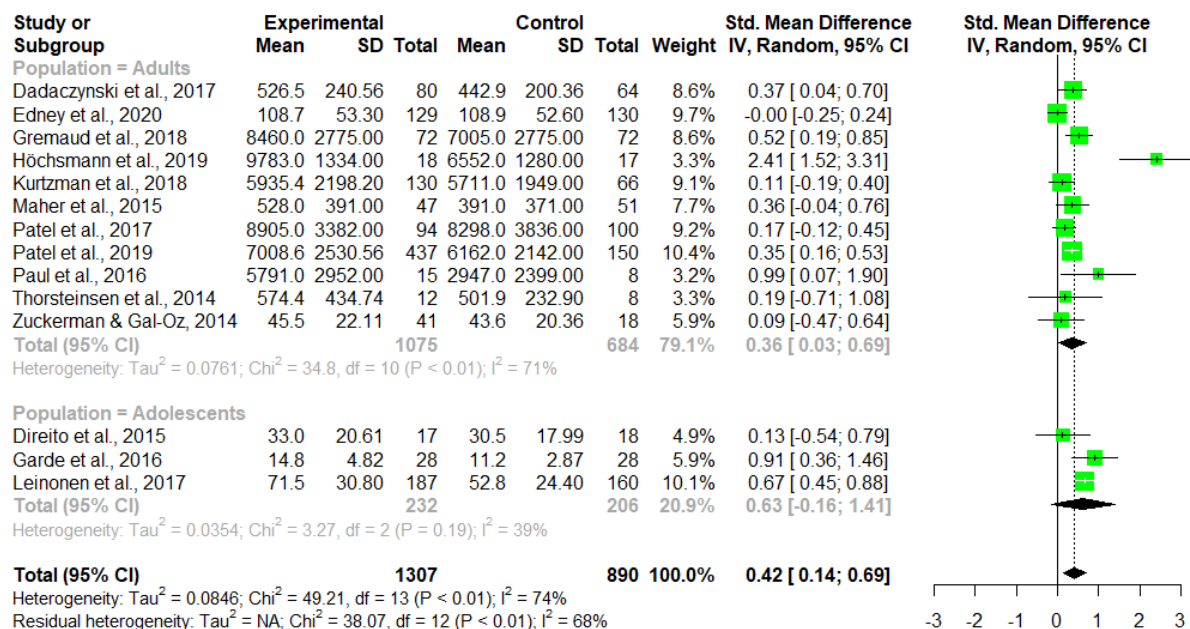 Study or Experimental Control Std. Mean Difference Std. Mean Difference
Subgroup Mean SD Total Mean SD Total Weight IV, Random, 95% CI IV, Random, 95% CI
Population = Adults
Dadaczynski et al., 2017 526.5 240.56 80 442.9 200.36 64 8.6% 0.37 [ 0.04; 0.70]
Edney et al., 2020 108.7 53.30 129 108.9 52.60 130 9.7% -0.00 [-0.25; 0.24]
Gremaud et al., 2018 8460.0 2775.00 72 7005.0 2775.00 72 8.6% 0.52 [ 0.19; 0.85]
Höchsmann et al., 2019 9783.0 1334.00 18 6552.0 1280.00 17 3.3% 2.41 [ 1.52; 3.31]
Kurtzman et al., 2018 5935.4 2198.20 130 5711.0 1949.00 66 9.1% 0.11 [-0.19; 0.40]
Maher et al., 2015 528.0 391.00 47 391.0 371.00 51 7.7% 0.36 [-0.04; 0.76]
Patel et al., 2017 8905.0 3382.00 94 8298.0 3836.00 100 9.2% 0.17 [-0.12; 0.45]
Patel et al., 2019 7008.6 2530.56 437 6162.0 2142.00 150 10.4% 0.35 [ 0.16; 0.53]
Paul et al., 2016 5791.0 2952.00 15 2947.0 2399.00 8 3.2% 0.99 [ 0.07; 1.90]
Thorsteinsen et al., 2014 574.4 434.74 12 501.9 232.90 8 3.3% 0.19 [-0.71; 1.08]
Zuckerman & Gal-Oz, 2014 45.5 22.11 41 43.6 20.36 18 5.9% 0.09 [-0.47; 0.64]
Total (95% CI) 1075 684 79.1% 0.36 [ 0.03; 0.69]
Heterogeneity: Tau² = 0.0761; Chi² = 34.8, df = 10 (P < 0.01); I² = 71%
Population = Adolescents
Direito et al., 2015 33.0 20.61 17 30.5 17.99 18 4.9% 0.13 [-0.54; 0.79]
Garde et al., 2016 14.8 4.82 28 11.2 2.87 28 5.9% 0.91 [ 0.36; 1.46]
Leinonen et al., 2017 71.5 30.80 187 52.8 24.40 160 10.1% 0.67 [ 0.45; 0.88]
Total (95% CI) 232 206 20.9% 0.63 [-0.16; 1.41]
Heterogeneity: Tau² = 0.0354; Chi² = 3.27, df = 2 (P = 0.19); I² = 39%
Total (95% CI) 1307 890 100.0% 0.42 [ 0.14; 0.69]
Heterogeneity: Tau² = 0.0846; Chi² = 49.21, df = 13 (P < 0.01); I² = 74%
Residual heterogeneity: Tau² = NA; Chi² = 38.07, df = 12 (P < 0.01); I² = 68%
-3 -2 -1 0 1 2 3